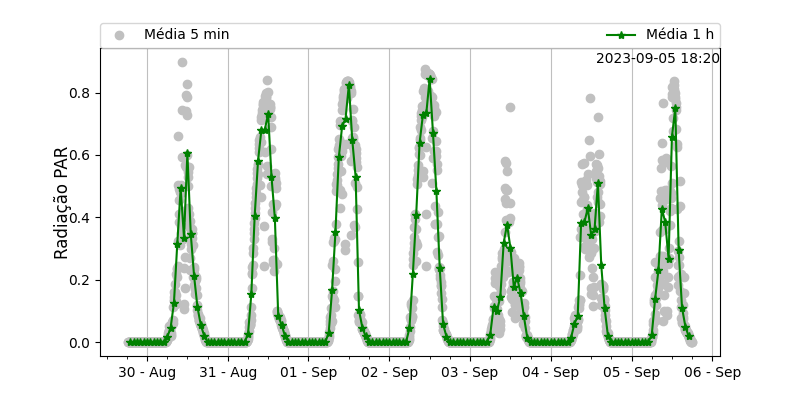 Média 5 min
Média 1 h
2023-09-05 18:20
Radiação PAR
0.8
0.6
0.4
0.2
0.0
30 - Aug
31 - Aug
01 - Sep
02 - Sep
03 - Sep
04 - Sep
05 - Sep
06 - Sep